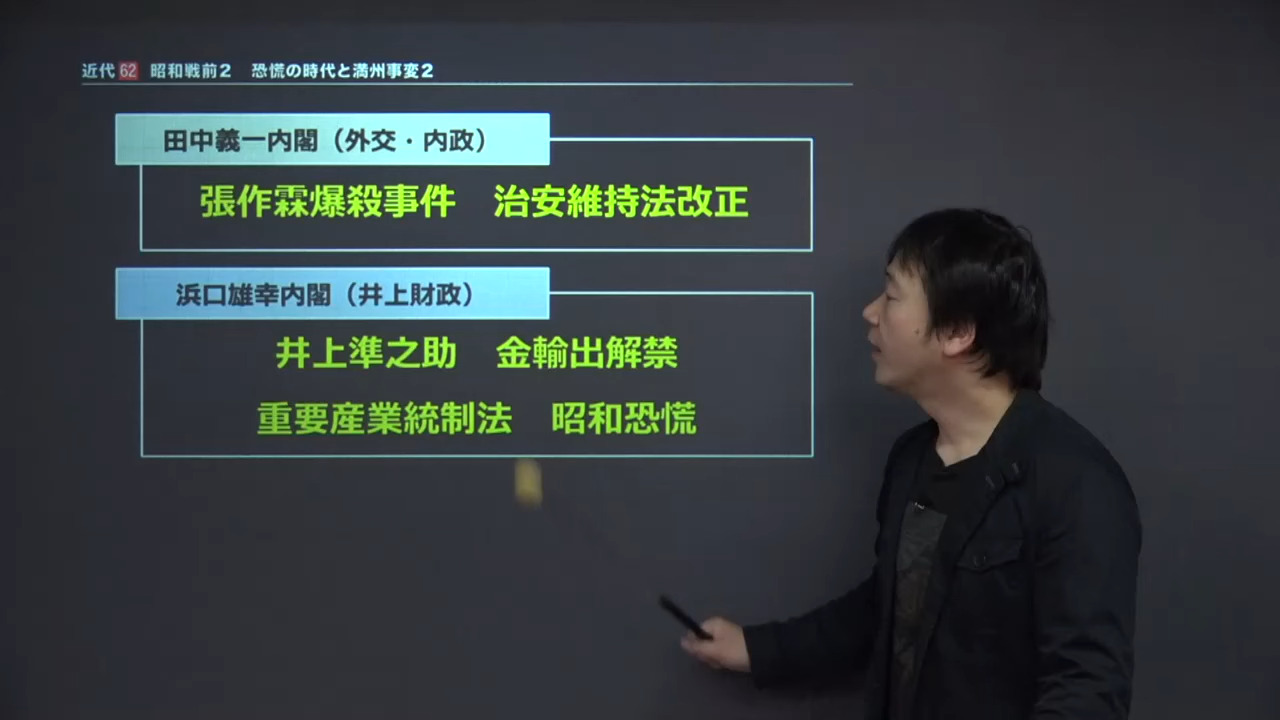 近代 62 昭和戦前2 恐慌の時代と満州事変2
田中義一内閣（外交・内政）
張作霖爆殺事件 治安維持法改正
浜口雄幸内閣（井上財政）
井上準之助 金輸出解禁
重要産業統制法 昭和恐慌